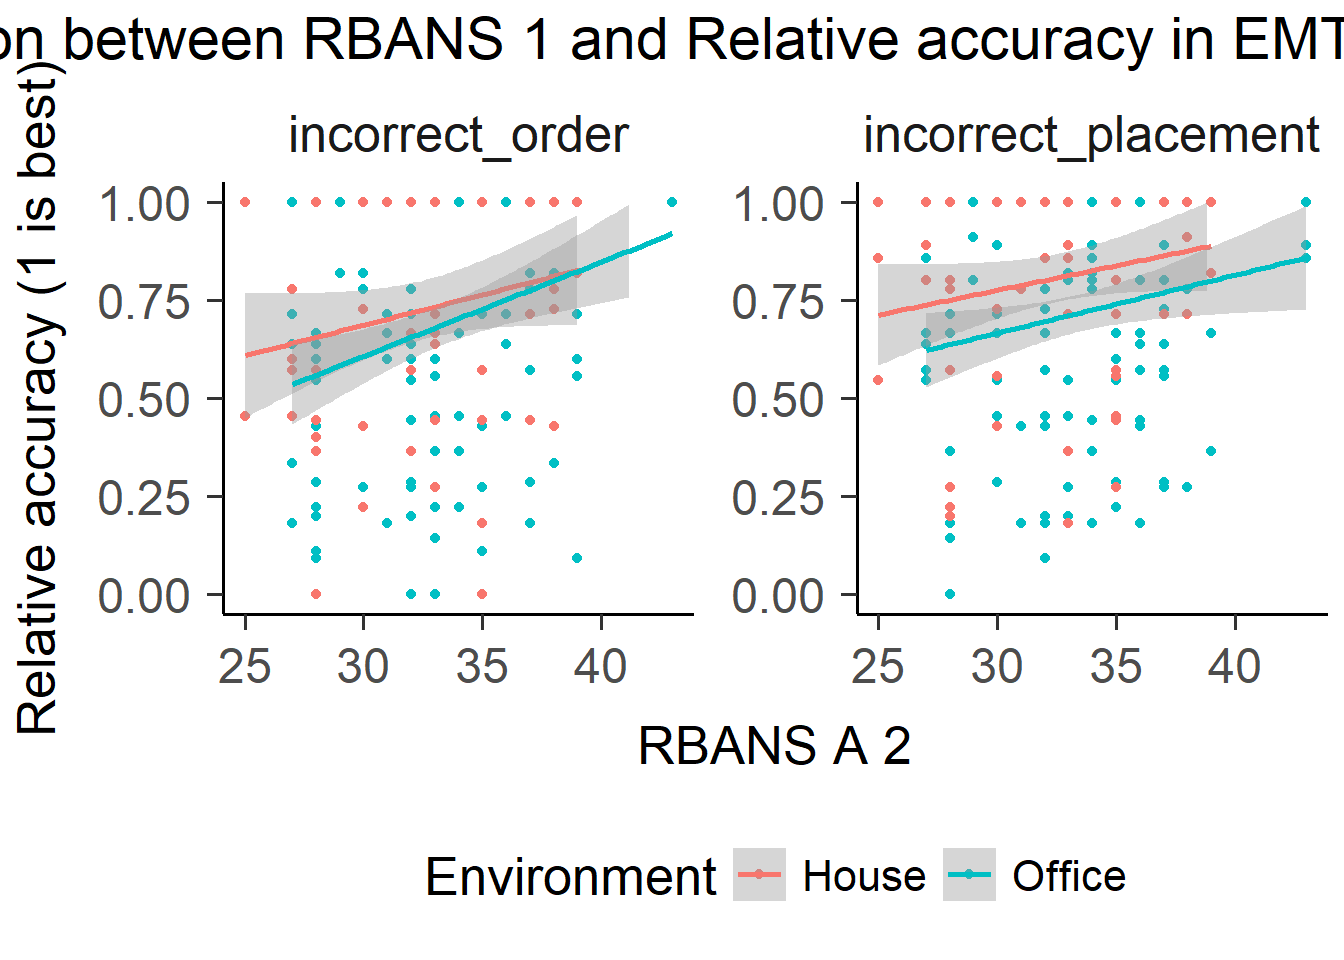 on between RBANS 1 and Relative accuracy in EMT
Relative accuracy (1 is best)
incorrect_order
incorrect_placement
1.00
0.75
0.50
0.25
0.00
1.00
0.75
0.50
0.25
0.00
25 30 35 40
25 30 35 40
RBANS A 2
Environment House Office